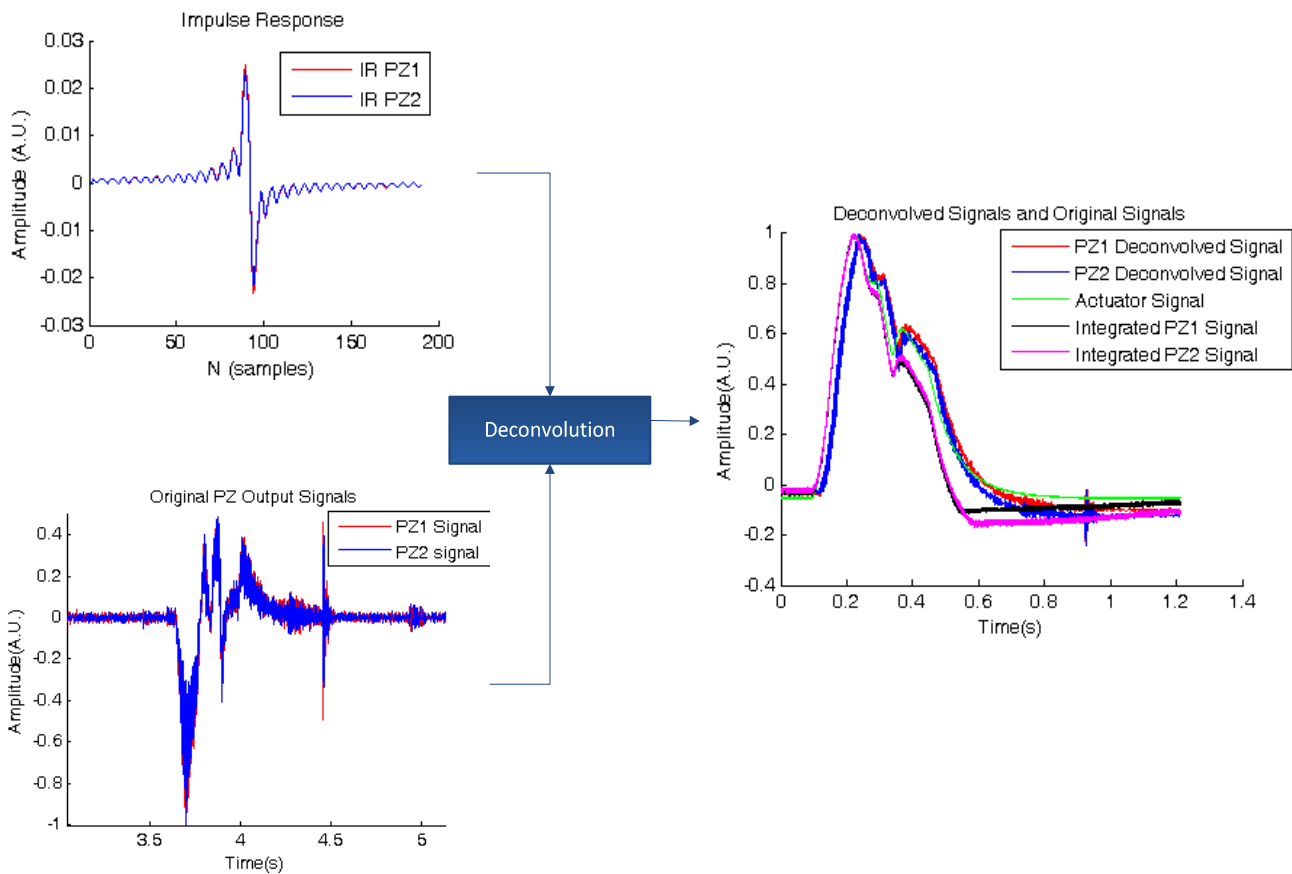 Impulse Response
0.03
0.02
0.01
0
-0.01
-0.02
-0.03
Amplitude (A.U.)
IR PZ1
IR PZ2
0
50
100
150
200
N (samples)
Original PZ Output Signals
0.4
0.2
0
-0.2
-0.4
-0.6
-0.8
-1
Amplitude(A.U.)
PZ1 Signal
PZ2 signal
3.5
4
4.5
5
Time(s)
Deconvolution
Deconvolved Signals and Original Signals
1
0.8
0.6
0.4
0.2
0
-0.2
-0.4
Amplitude(A.U.)
PZ1 Deconvolved Signal
PZ2 Deconvolved Signal
Actuator Signal
Integrated PZ1 Signal
Integrated PZ2 Signal
0
0.2
0.4
0.6
0.8
1
1.2
1.4
Time(s)